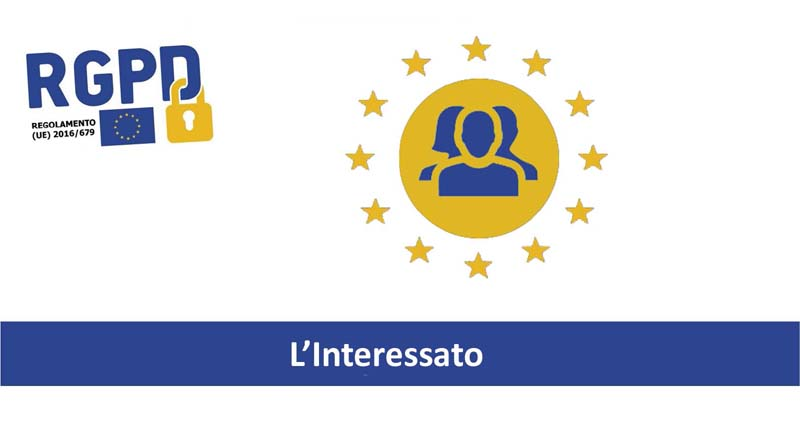 RGPD
REGOLAMENTO
(UE) 2016/679
L’Interessato